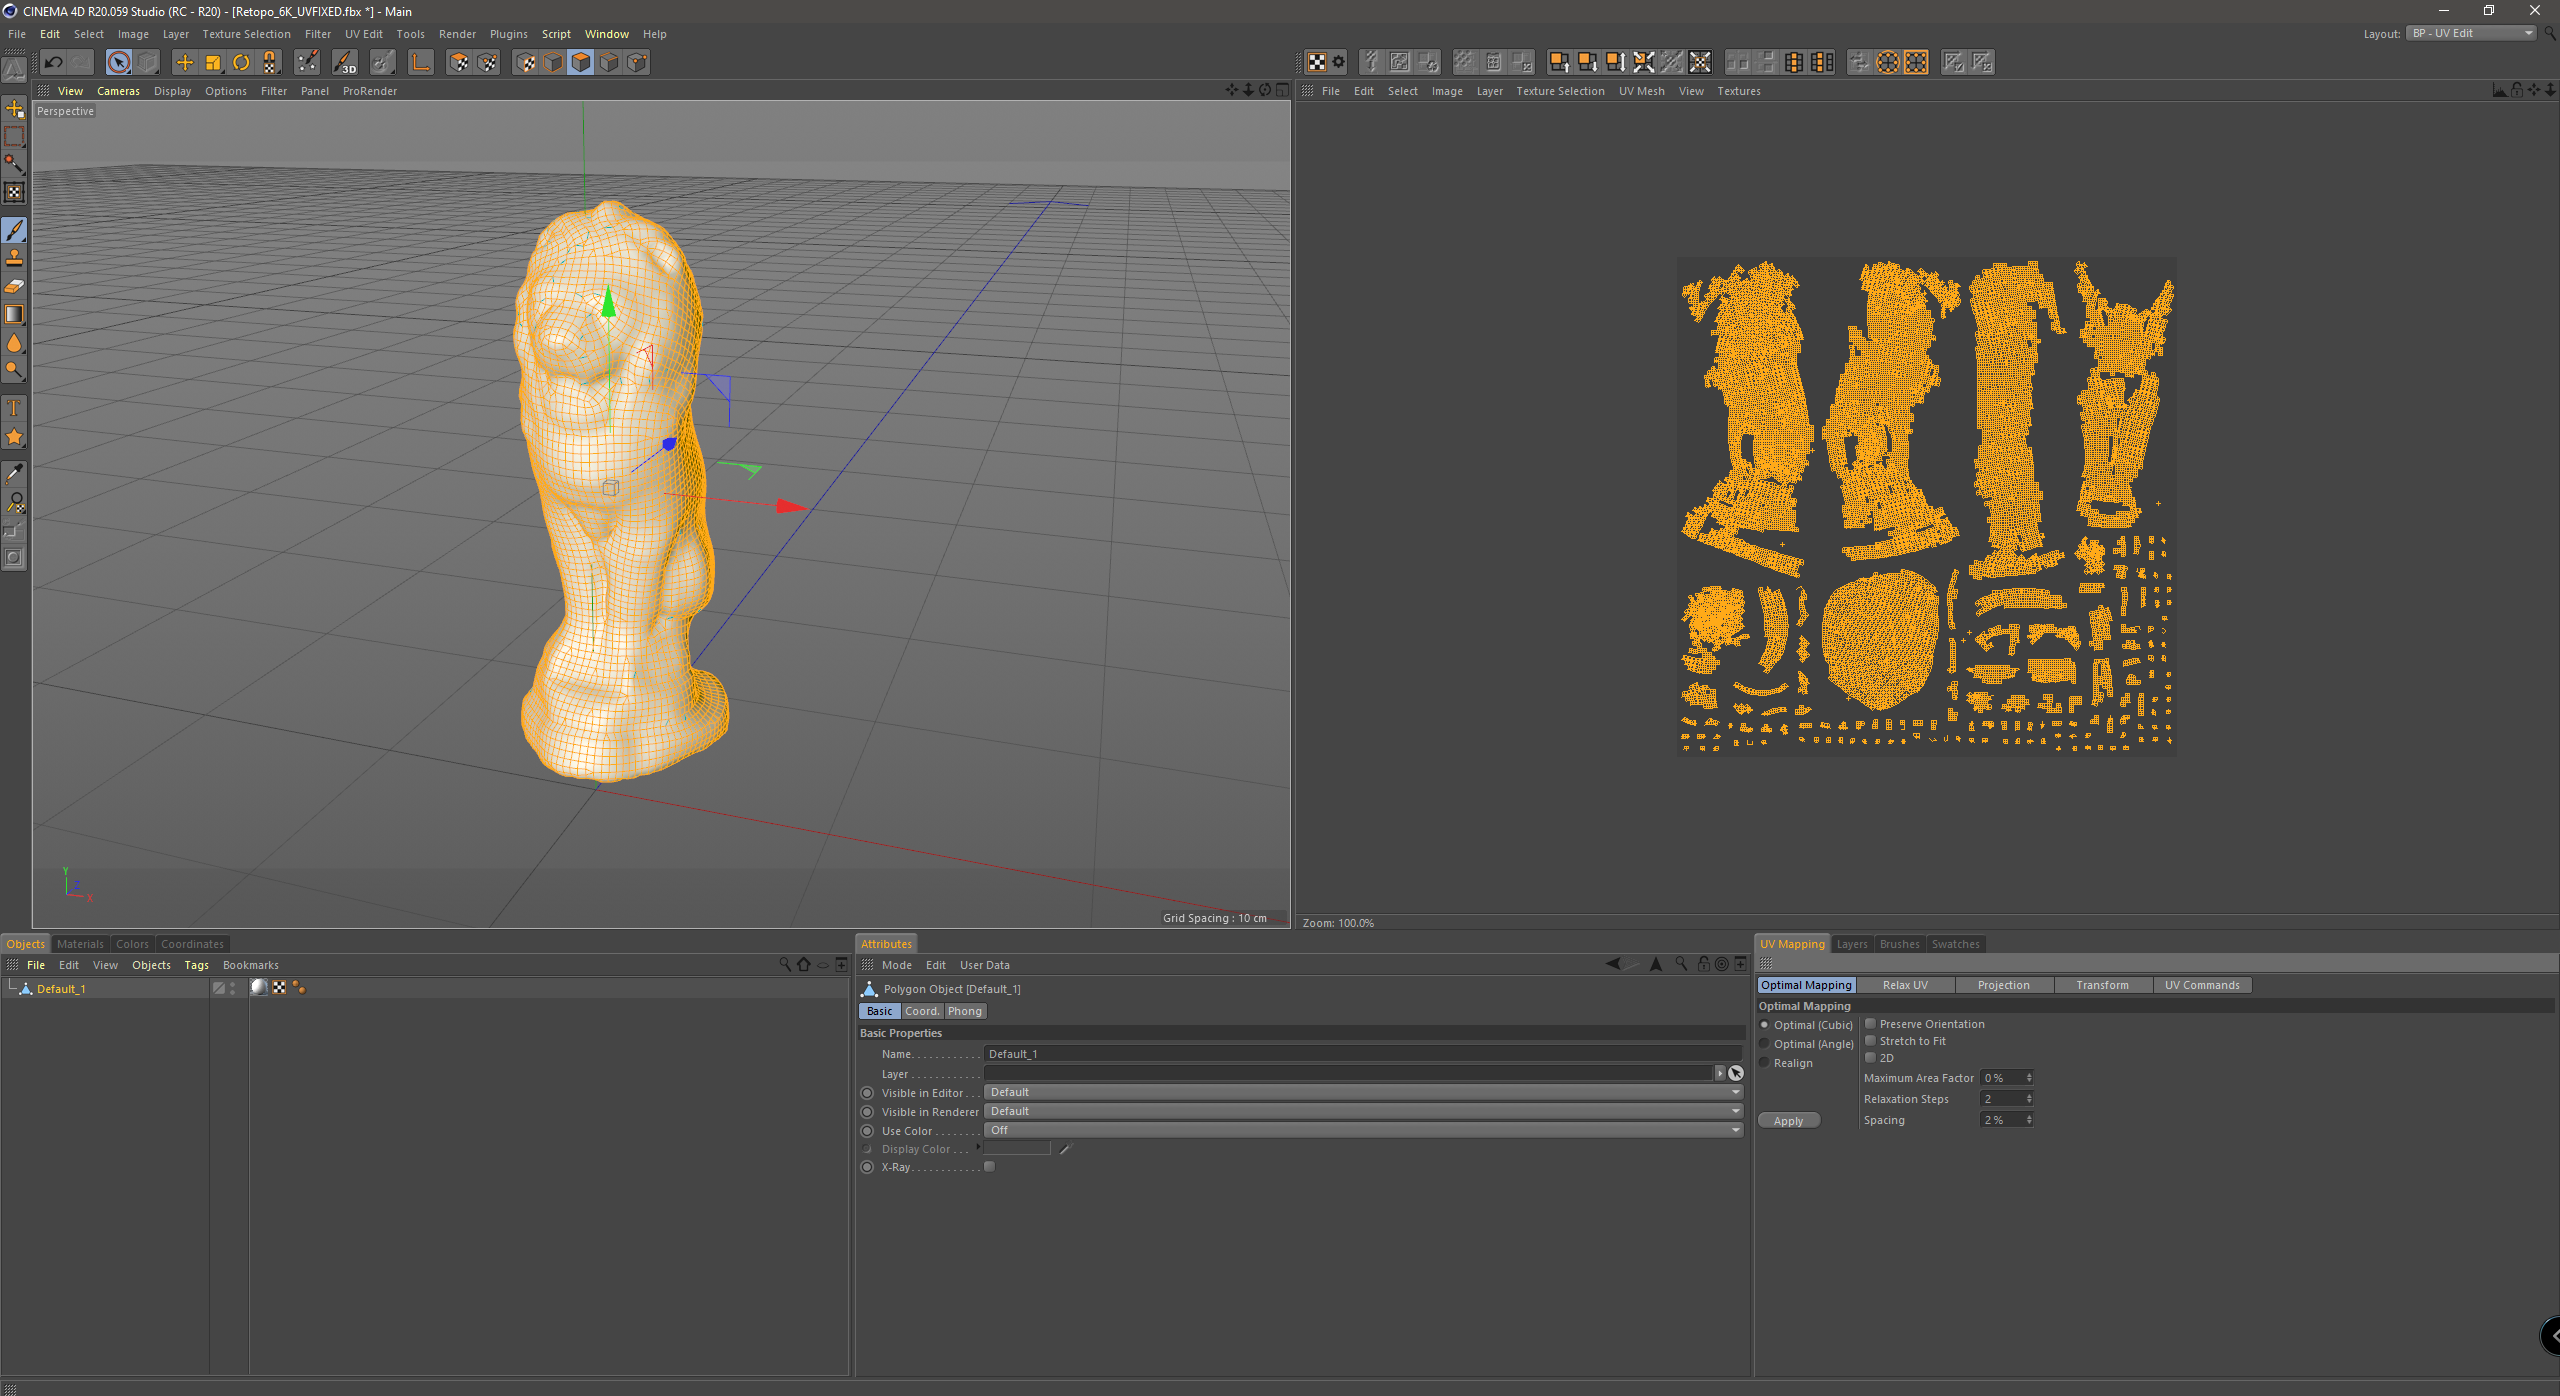 CINEMA 4D R20.059 Studio (RC - R20) - [Retopo_6K_UVFIXED.fbx *] - Main
File Edit Select Image Layer Texture Selection Filter UV Edit Tools Render Plugins Script Window Help
Layout: BP - UV Edit
3D
View Cameras Display Options Filter Panel ProRender
File Edit Select Image Layer Texture Selection UV Mesh View Textures
Perspective
Y
Z
X
Grid Spacing : 10 cm
Zoom: 100.0%
Objects Materials Colors Coordinates
File Edit View Objects Tags Bookmarks
Default_1
Attributes
Mode Edit User Data
Polygon Object [Default_1]
Basic Coord. Phong
Basic Properties
Name. . . . . . . . . . . . Default_1
Layer . . . . . . . . . . . .
Visible in Editor . . . Default
Visible in Renderer Default
Use Color . . . . . . . . Off
Display Color . . .
X-Ray. . . . . . . . . . . .
UV Mapping Layers Brushes Swatches
Optimal Mapping Relax UV Projection Transform UV Commands
Optimal Mapping
Optimal (Cubic) Preserve Orientation
Optimal (Angle) Stretch to Fit
Realign 2D
Maximum Area Factor 0 %
Relaxation Steps 2
Apply Spacing 2 %